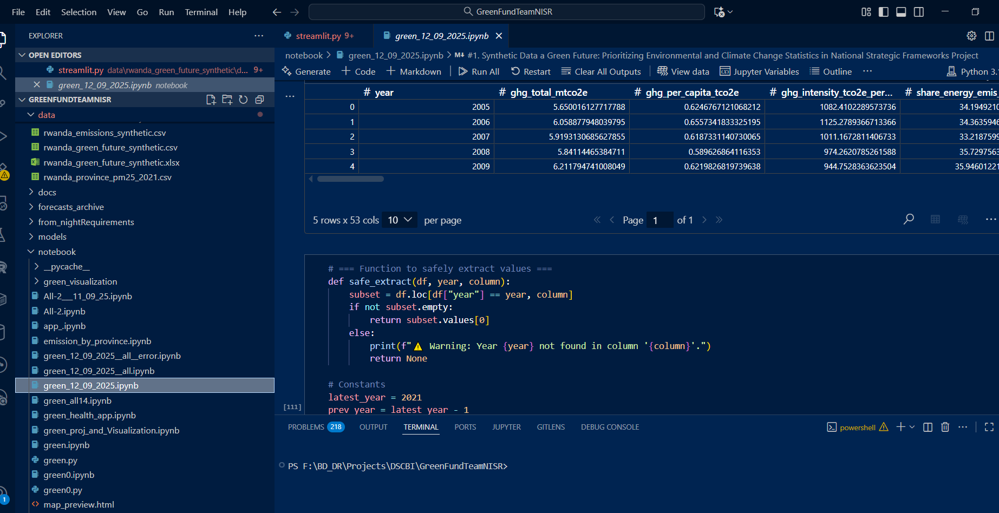 File Edit Selection View Go Run Terminal Help
GreenFundTeamNISR
EXPLORER
OPEN EDITORS
streamlit.py data\rwanda_green_future_synthetic\d... 9+
green_12_09_2025.ipynb notebook
GREENFUNDTEAMNISR
data
rwanda_emissions_synthetic.csv
rwanda_green_future_synthetic.csv
rwanda_green_future_synthetic.xlsx
rwanda_province_pm25_2021.csv
docs
forecasts_archive
from_nightRequirements
models
notebook
__pycache__
green_visualization
All-2___11_09_25.ipynb
All-2.ipynb
app_.ipynb
emission_by_province.ipynb
green_12_09_2025__all__error.ipynb
green_12_09_2025__all.ipynb
green_12_09_2025.ipynb
green_all14.ipynb
green_health_app.ipynb
green_proj_and_Visualization.ipynb
green.ipynb
green.py
green0.ipynb
green0.py
map_preview.html
1
streamlit.py 9+
green_12_09_2025.ipynb
notebook > green_12_09_2025.ipynb > M↓ #1. Synthetic Data a Green Future: Prioritizing Environmental and Climate Change Statistics in National Strategic Frameworks Project
Generate + Code + Markdown Run All Restart Clear All Outputs View data Jupyter Variables Outline ... Python 3.
# year # ghg_total_mtco2e # ghg_per_capita_tco2e # ghg_intensity_tco2e_per... # share_energy_emis_
0 2005 5.650016127717788 0.6246767121068212 1082.4102289573736 34.1949210
1 2006 6.058877948039795 0.6557341833325195 1125.2789366713366 34.3635946
2 2007 5.9193130685627855 0.6187331140730065 1011.1672811406733 33.2187599
3 2008 5.84114465384711 0.589626864116353 974.2620785261588 35.7297563
4 2009 6.211794741008049 0.6219826819739638 944.7528363623504 35.94601221
5 rows x 53 cols 10 per page
Page 1 of 1
# === Function to safely extract values ===
def safe_extract(df, year, column):
subset = df.loc[df["year"] == year, column]
if not subset.empty:
return subset.values[0]
else:
print(f"⚠ Warning: Year {year} not found in column '{column}'.")
return None
# Constants
latest_year = 2021
prev_year = latest_year - 1
[111]
PROBLEMS 218 OUTPUT TERMINAL PORTS JUPYTER GITLENS DEBUG CONSOLE
powershell
PS F:\BD_DR\Projects\DSCBI\GreenFundTeamNISR>